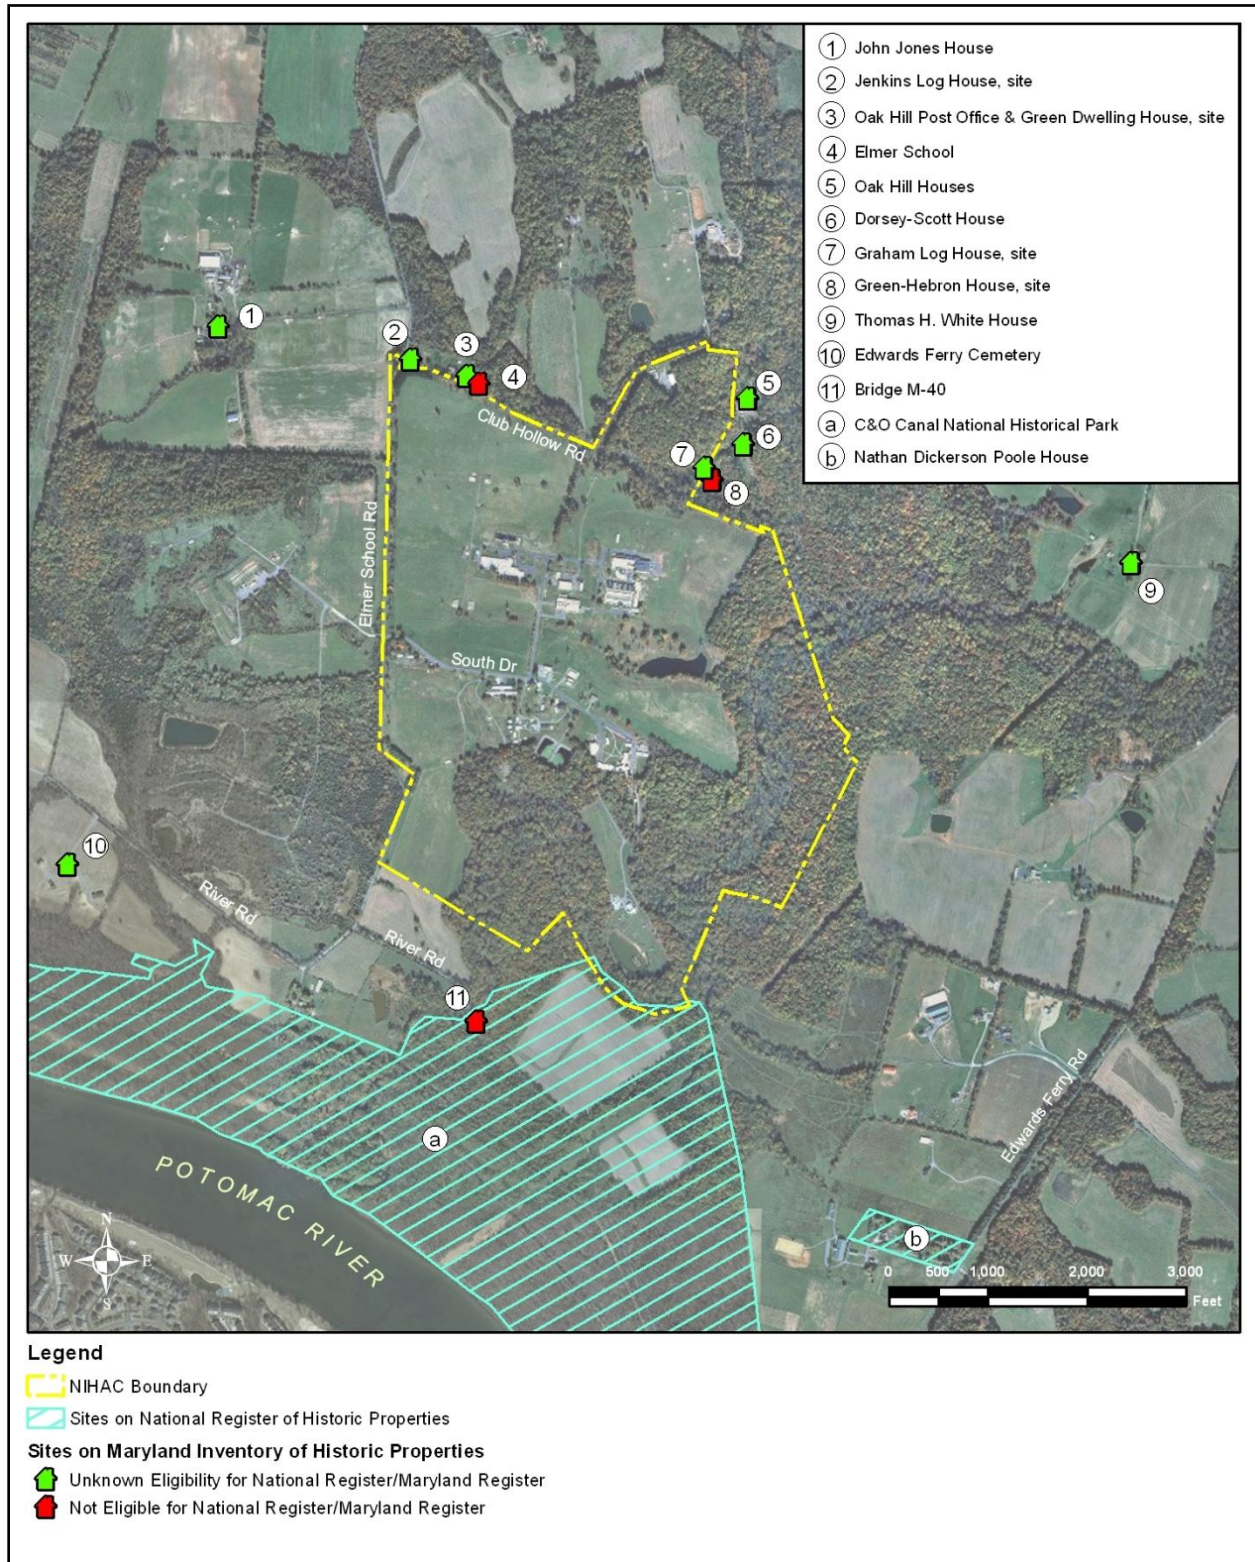 1 John Jones House
2 Jenkins Log House, site
3 Oak Hill Post Office & Green Dwelling House, site
4 Elmer School
5 Oak Hill Houses
6 Dorsey-Scott House
7 Graham Log House, site
8 Green-Hebron House, site
9 Thomas H. White House
10 Edwards Ferry Cemetery
11 Bridge M-40
a C&O Canal National Historical Park
b Nathan Dickerson Poole House
1
2
3
4
5
Club Hollow Rd
6
7
8
Elmer School Rd
9
South Dr
10
River Rd
River Rd
11
Edwards Ferry Rd
a
POTOMAC RIVER
N
W E
S
b
0 500 1,000 2,000 3,000
Feet
Legend
NIHAC Boundary
Sites on National Register of Historic Properties
Sites on Maryland Inventory of Historic Properties
Unknown Eligibility for National Register/Maryland Register
Not Eligible for National Register/Maryland Register